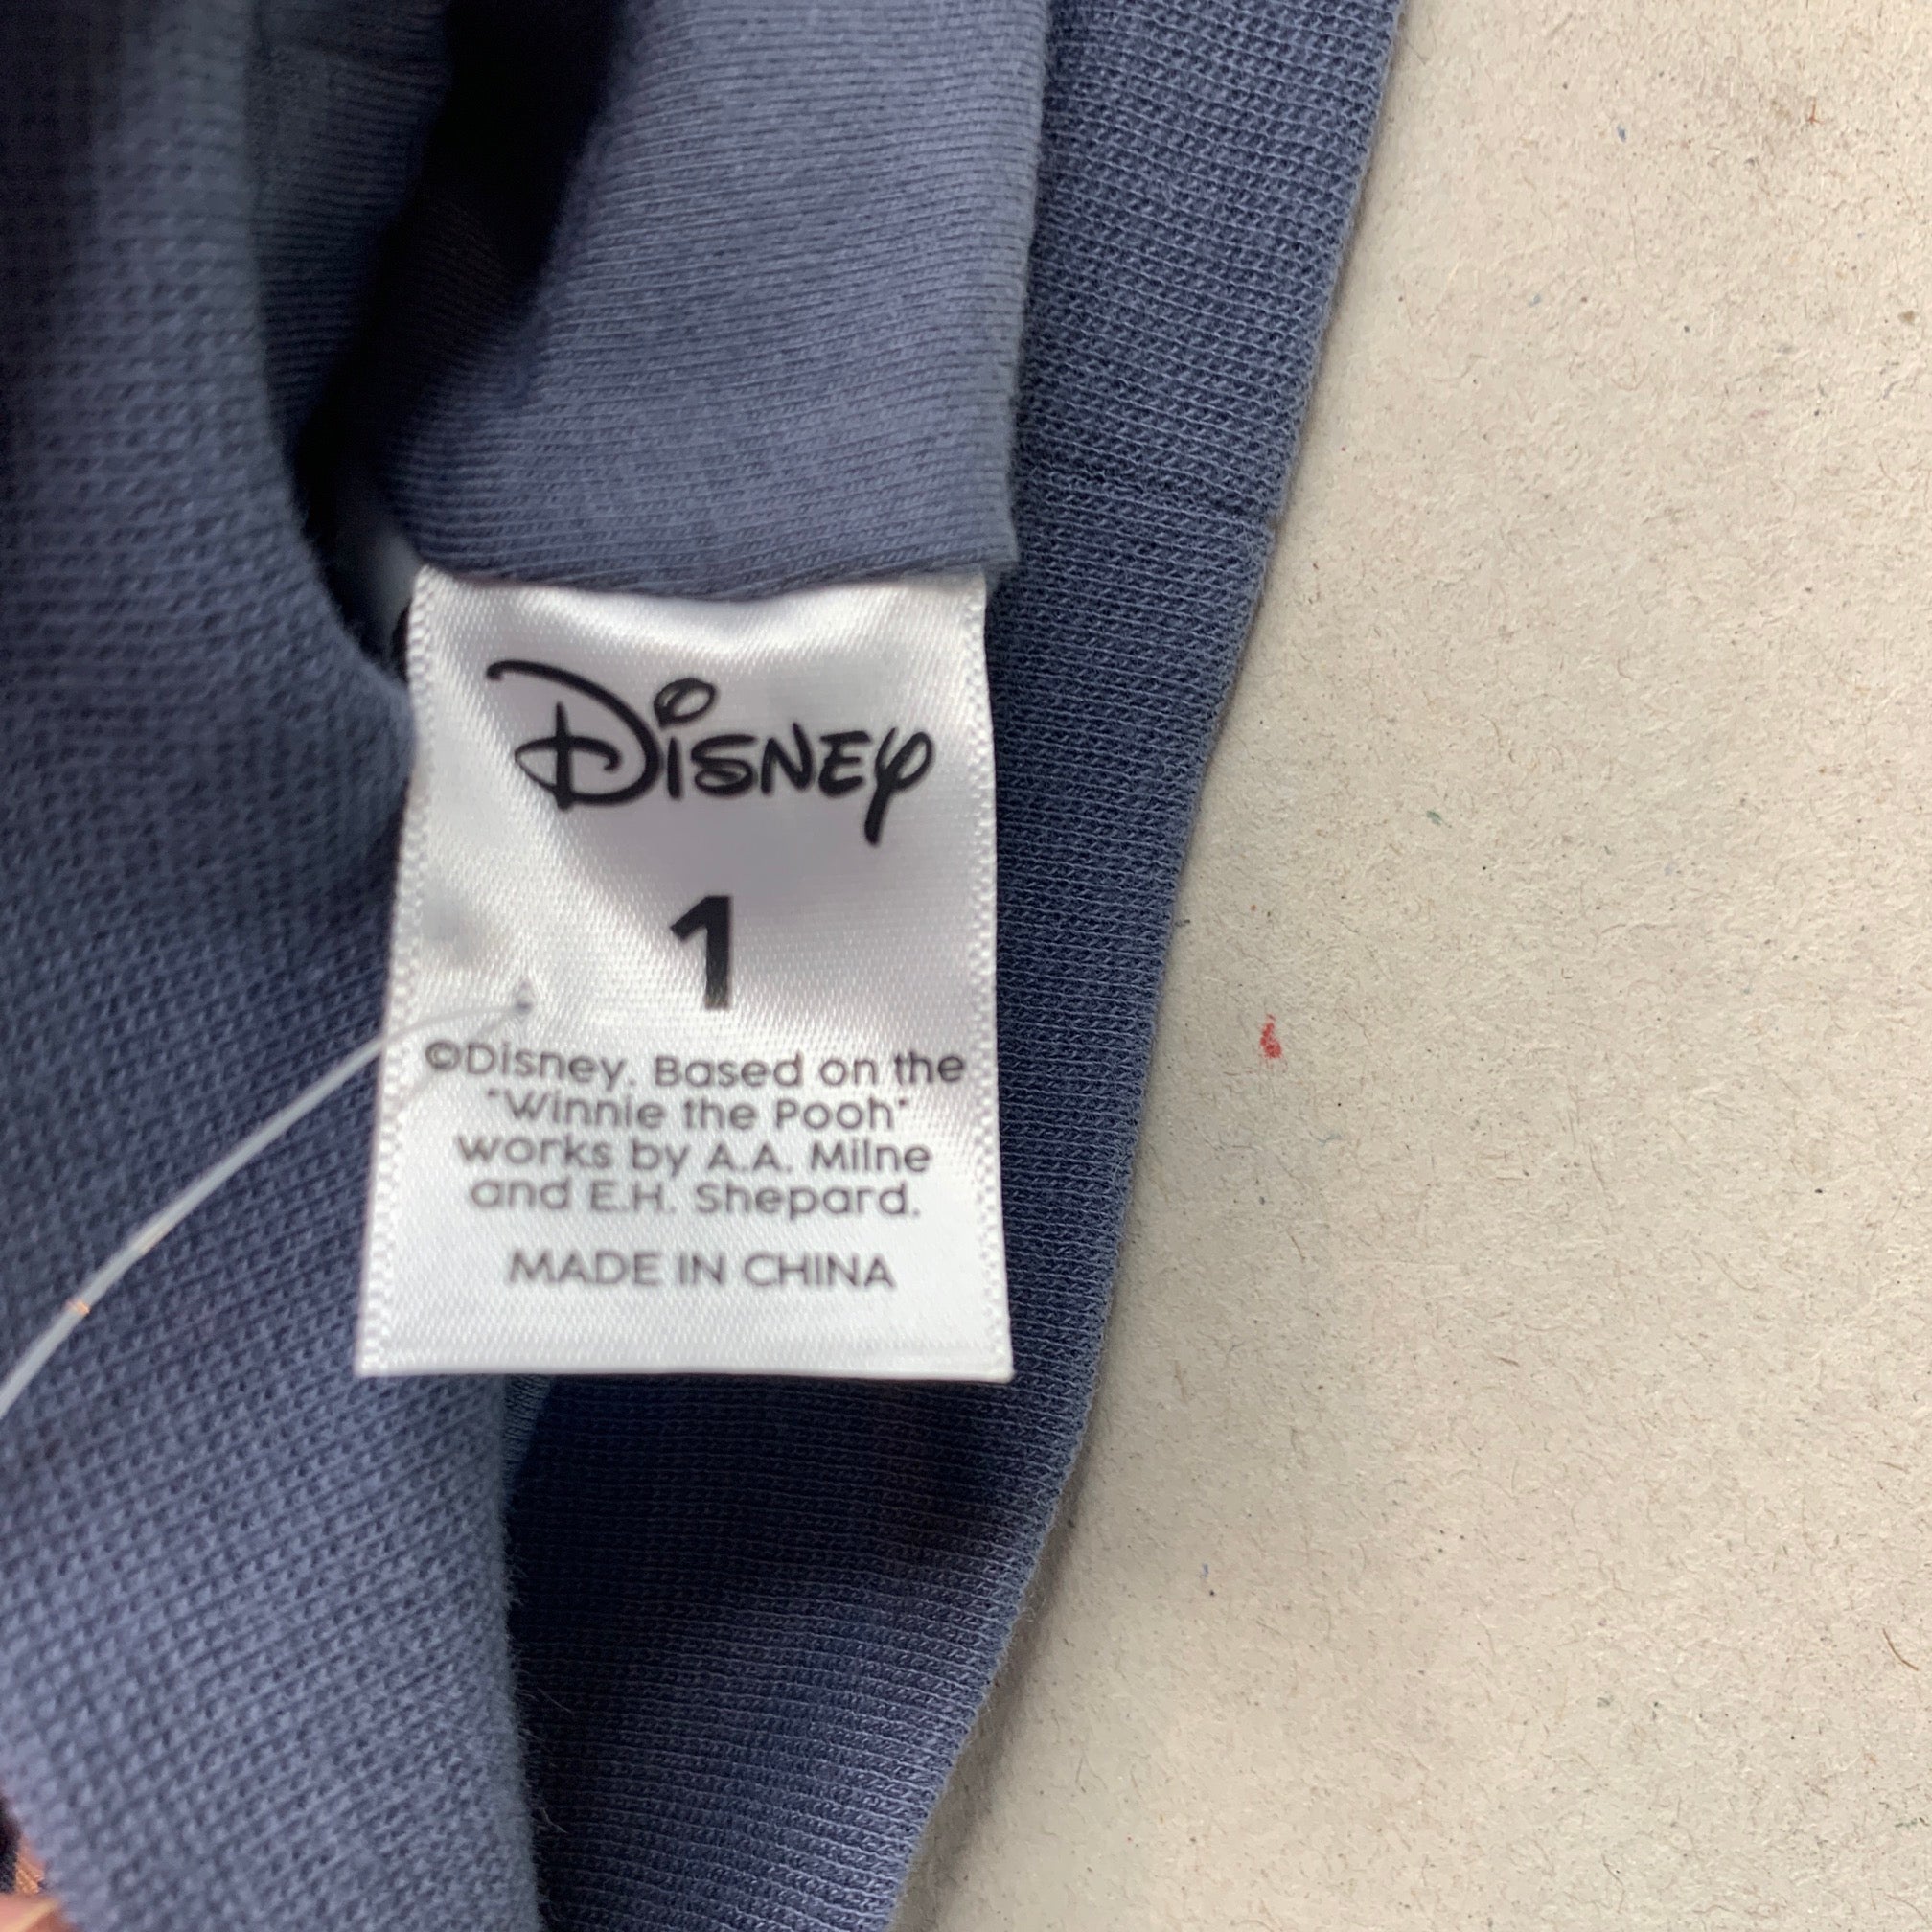 Disney
1
©Disney. Based on the
"Winnie the Pooh"
works by A.A. Milne
and E.H. Shepard.
MADE IN CHINA